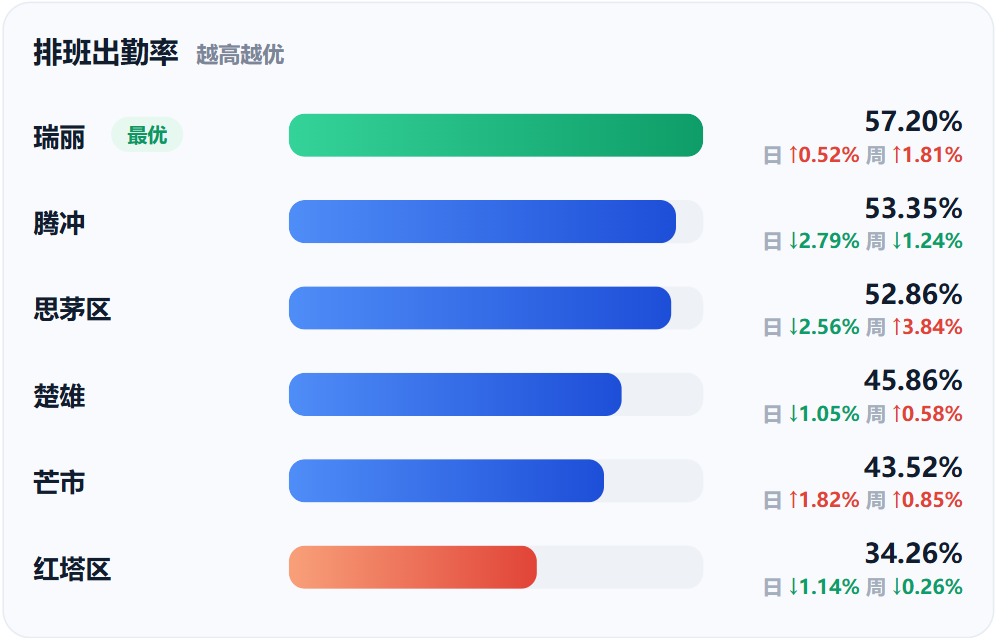 排班出勤率 越高越优
瑞丽 最优 57.20%
日 ↑0.52% 周 ↑1.81%
腾冲 53.35%
日 ↓2.79% 周 ↓1.24%
思茅区 52.86%
日 ↓2.56% 周 ↑3.84%
楚雄 45.86%
日 ↓1.05% 周 ↑0.58%
芒市 43.52%
日 ↑1.82% 周 ↑0.85%
红塔区 34.26%
日 ↓1.14% 周 ↓0.26%